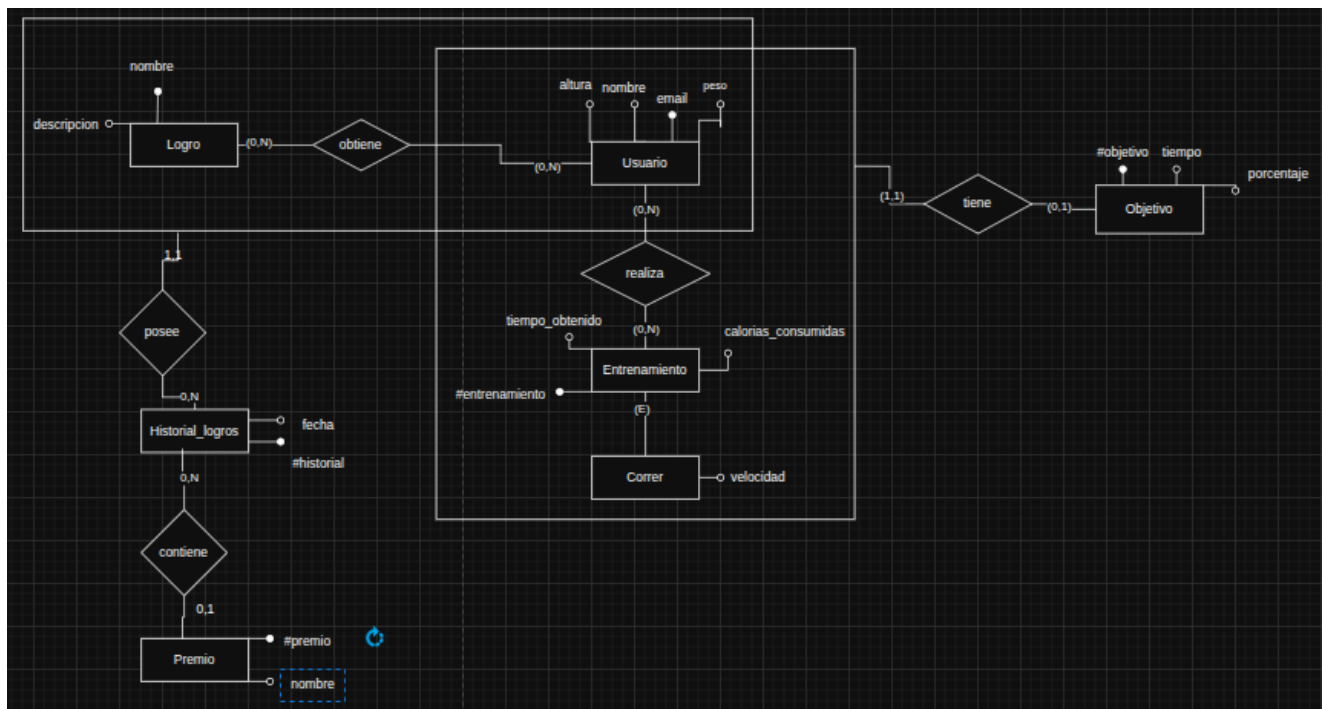 nombre
descripcion
Logro
(0,N)
obtiene
(0,N)
altura
nombre
email
peso
Usuario
(0,N)
realiza
(0,N)
tiempo_obtenido
calorias_consumidas
Entrenamiento
#entrenamiento
(E)
Correr
velocidad
(1,1)
tiene
(0,1)
#objetivo
tiempo
porcentaje
Objetivo
1,1
posee
0,N
Historial_logros
fecha
#historial
0,N
contiene
0,1
Premio
#premio
nombre